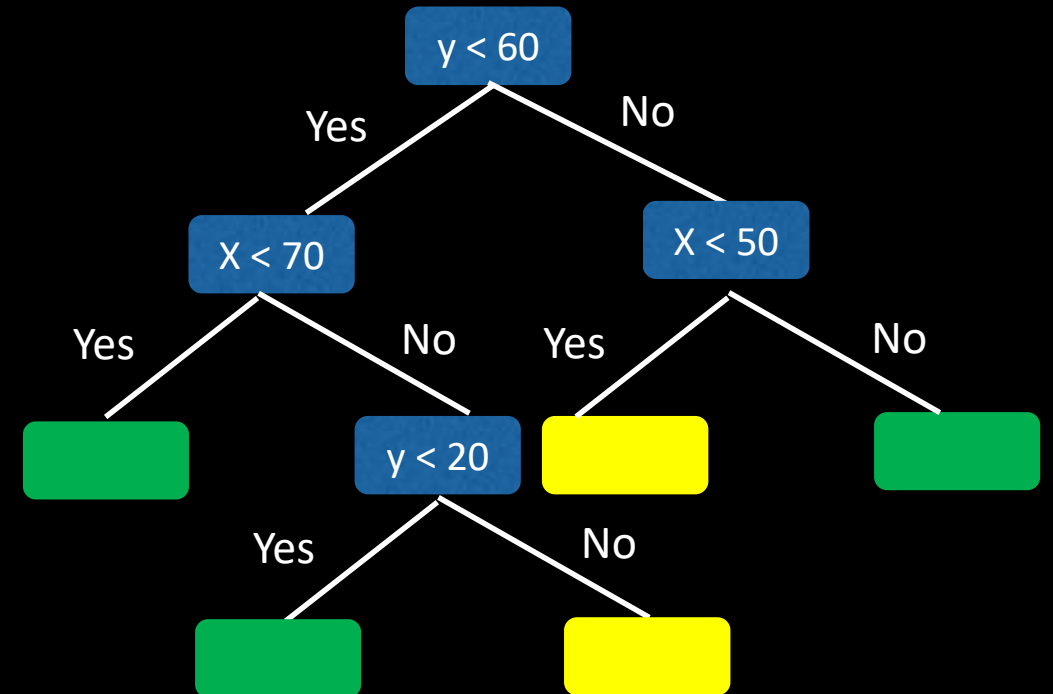 y < 60
Yes
No
X < 70
X < 50
Yes
No
Yes
No
y < 20
Yes
No